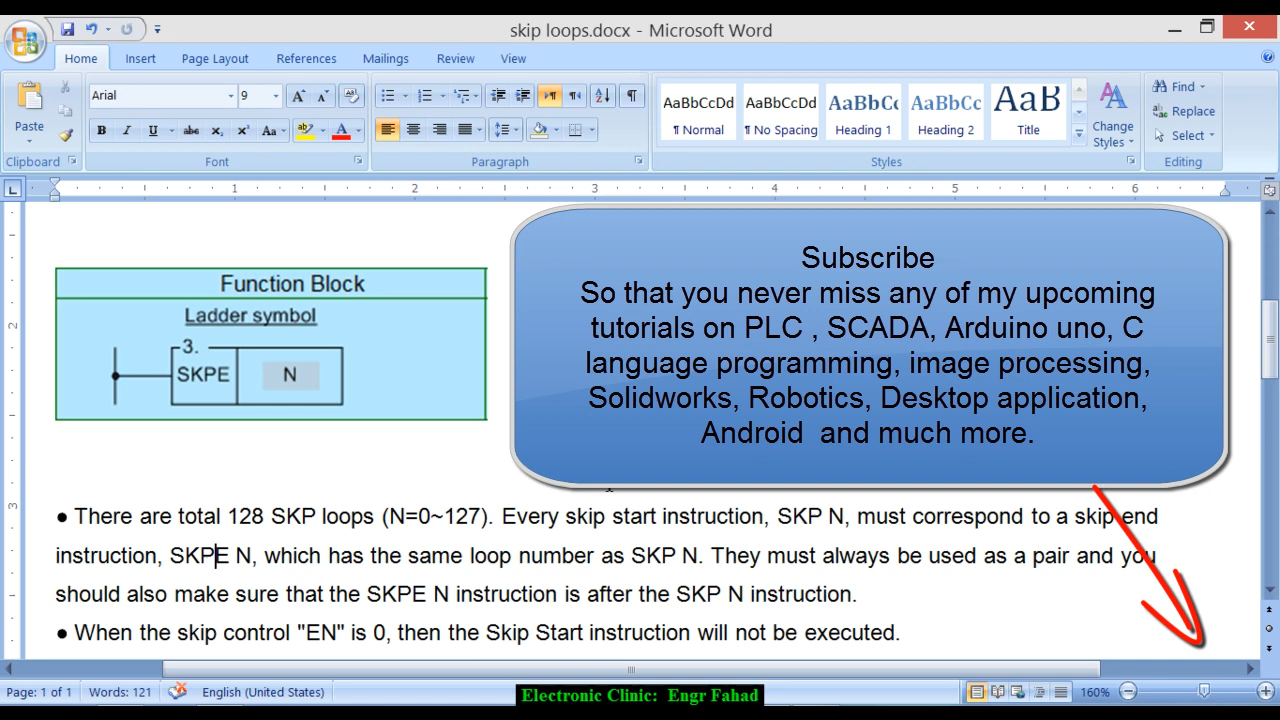 skip loops.docx - Microsoft Word
Home Insert Page Layout References Mailings Review View
Paste
Arial 9
AaBbCcDd AaBbCcDd AaBbCc AaBbCc AaB
¶ Normal ¶ No Spacing Heading 1 Heading 2 Title
Change Styles
Find
Replace
Select
Clipboard Font Paragraph Styles Editing
1 2 3 4 5 6
Function Block
Ladder symbol
3.
SKPE N
Subscribe
So that you never miss any of my upcoming
tutorials on PLC , SCADA, Arduino uno, C
language programming, image processing,
Solidworks, Robotics, Desktop application,
Android and much more.
2
3
● There are total 128 SKP loops (N=0~127). Every skip start instruction, SKP N, must correspond to a skip end
instruction, SKPE N, which has the same loop number as SKP N. They must always be used as a pair and you
should also make sure that the SKPE N instruction is after the SKP N instruction.
● When the skip control "EN" is 0, then the Skip Start instruction will not be executed.
Page: 1 of 1 Words: 121 English (United States) 160%
Electronic Clinic: Engr Fahad